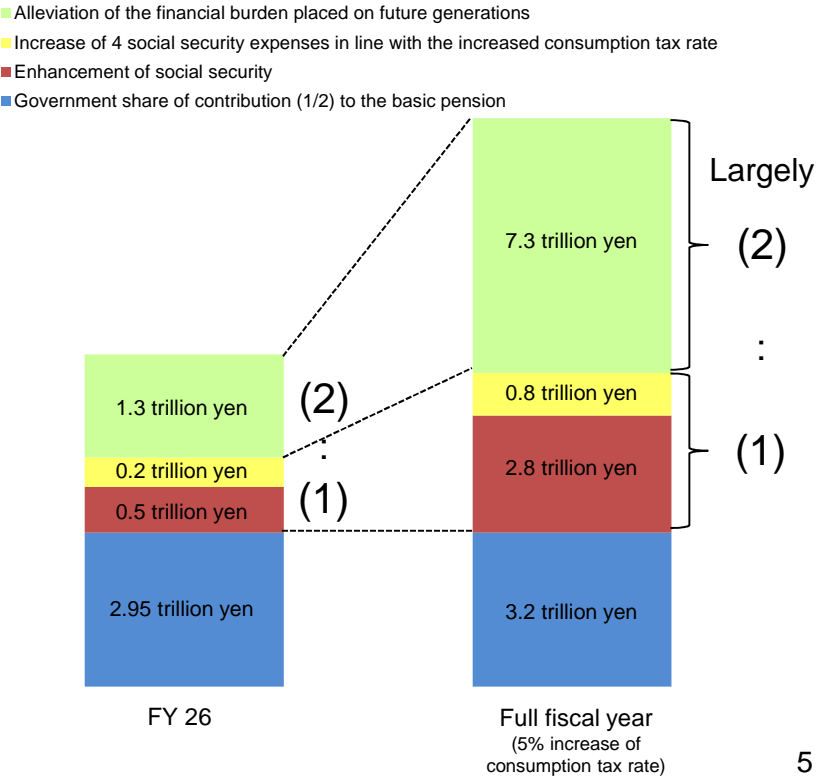 Alleviation of the financial burden placed on future generations
Increase of 4 social security expenses in line with the increased consumption tax rate
Enhancement of social security
Government share of contribution (1/2) to the basic pension
1.3 trillion yen
0.2 trillion yen
0.5 trillion yen
2.95 trillion yen
(2)
:
(1)
7.3 trillion yen
0.8 trillion yen
2.8 trillion yen
3.2 trillion yen
Largely
(2)
:
(1)
FY 26
Full fiscal year
(5% increase of
consumption tax rate)
5